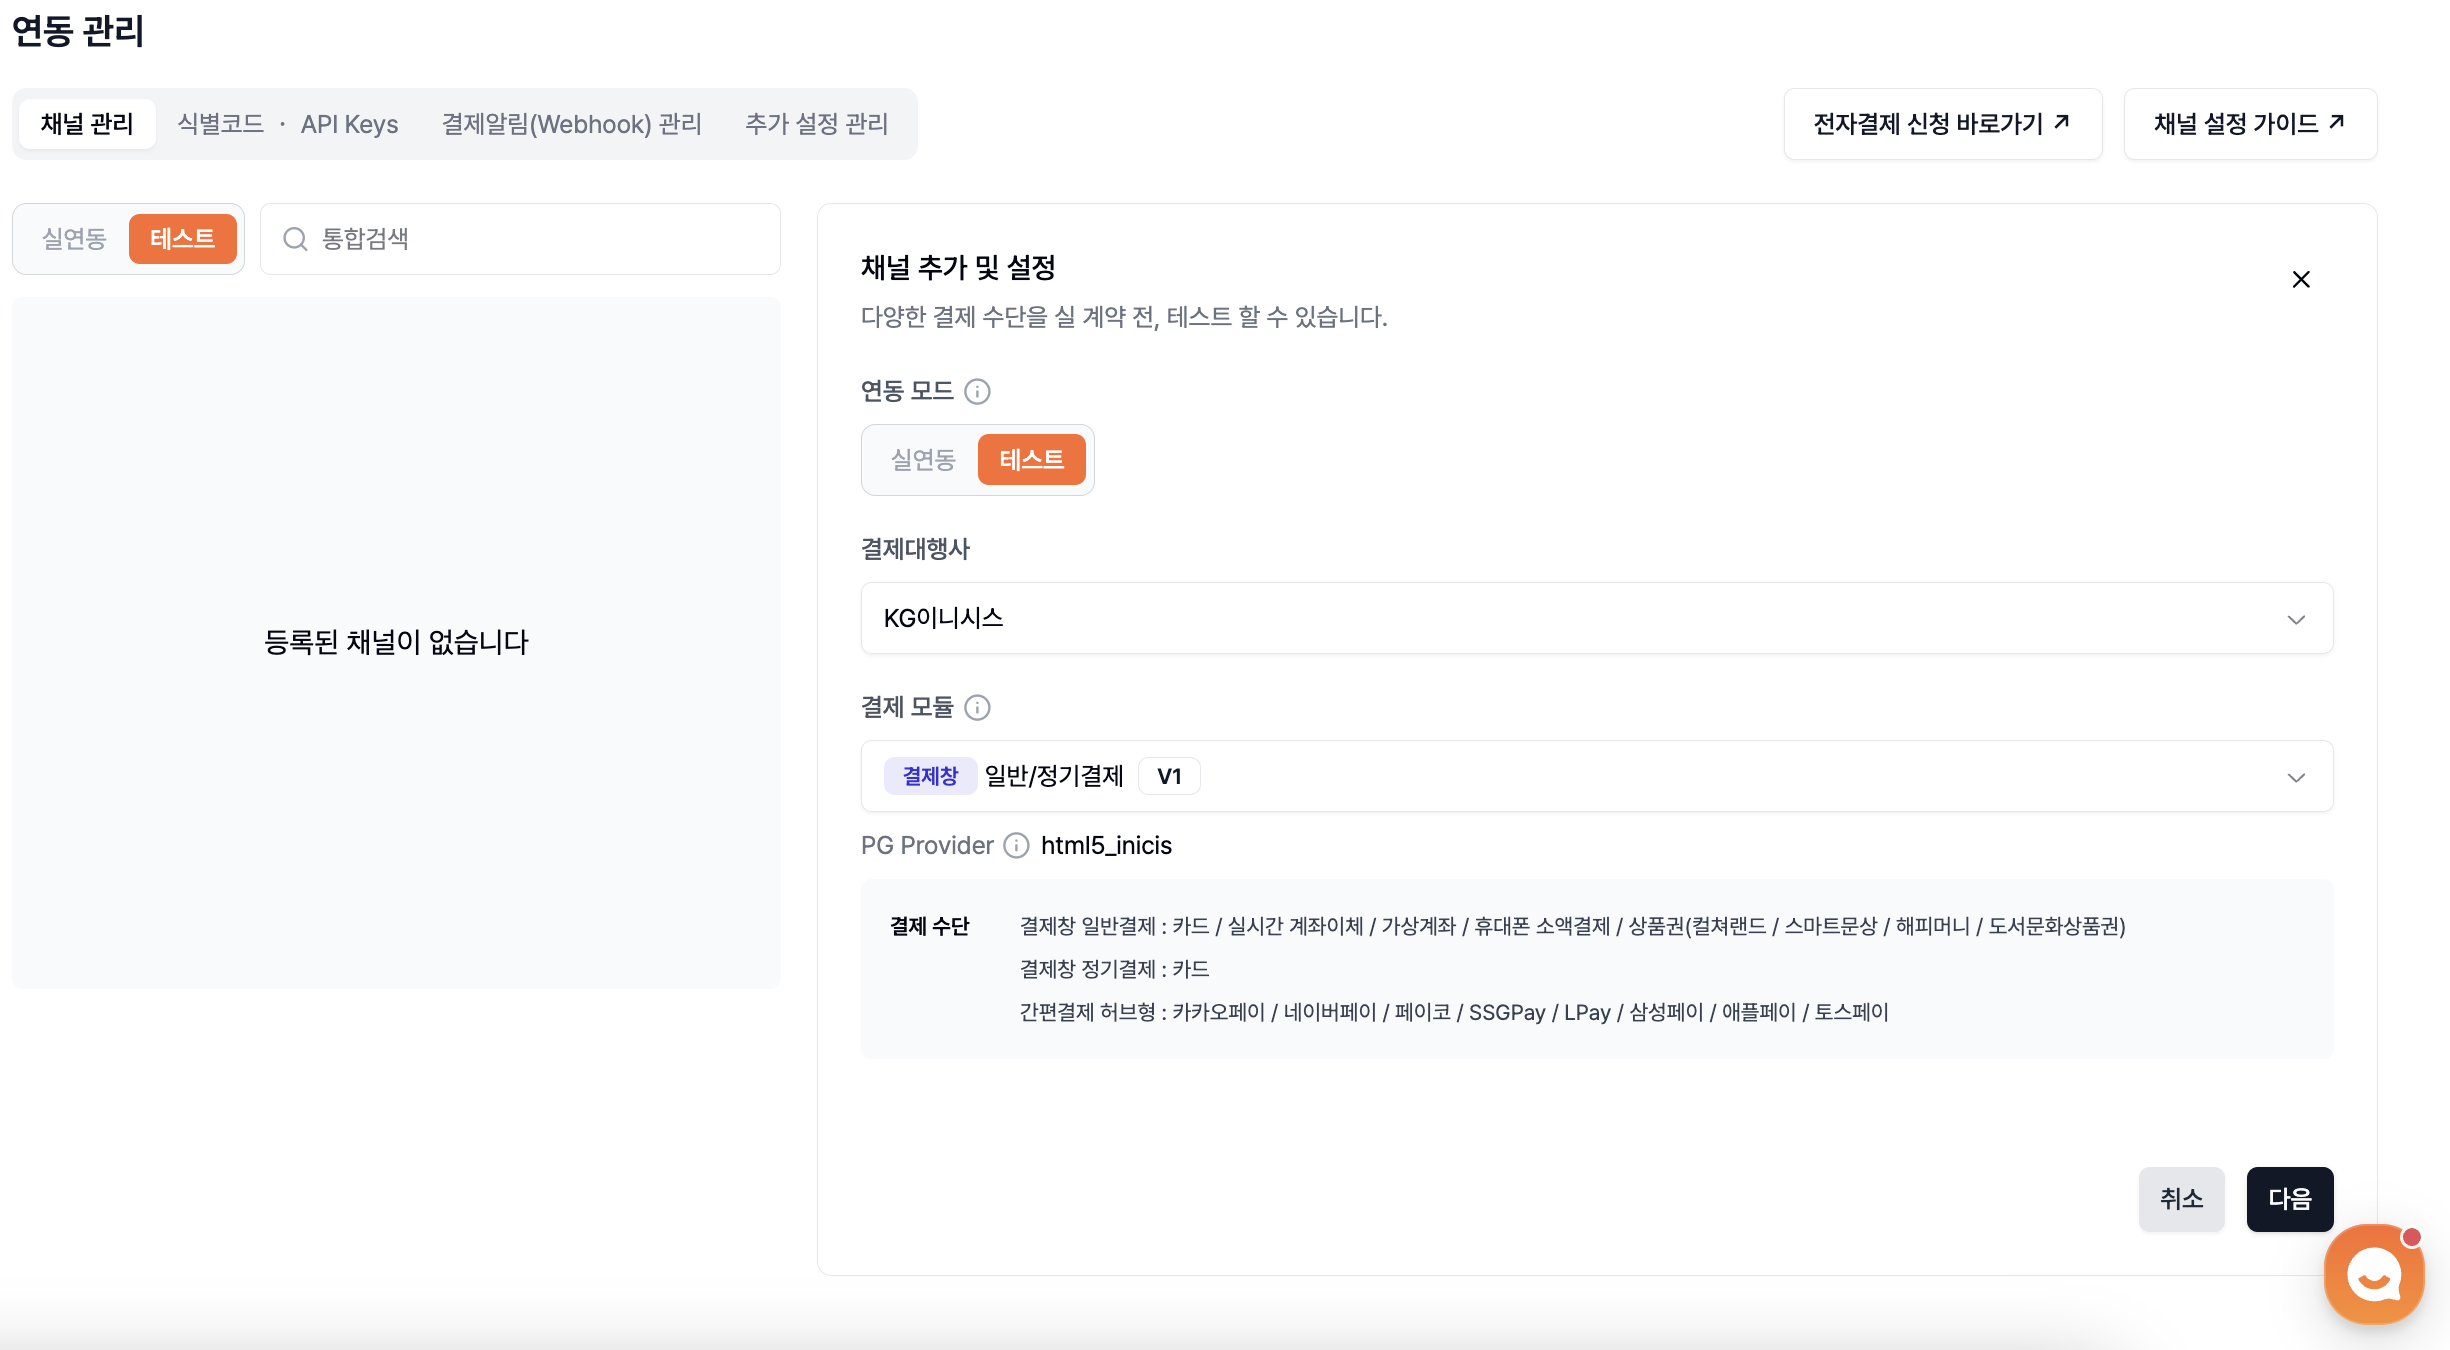 연동 관리
채널 관리
식별코드 · API Keys
결제알림(Webhook) 관리
추가 설정 관리
전자결제 신청 바로가기 ↗
채널 설정 가이드 ↗
실연동
테스트
통합검색
등록된 채널이 없습니다
채널 추가 및 설정
다양한 결제 수단을 실 계약 전, 테스트 할 수 있습니다.
연동 모드
실연동
테스트
결제대행사
KG이니시스
결제 모듈
결제창 일반/정기결제 V1
PG Provider html5_inicis
결제 수단
결제창 일반결제 : 카드 / 실시간 계좌이체 / 가상계좌 / 휴대폰 소액결제 / 상품권(컬쳐랜드 / 스마트문상 / 해피머니 / 도서문화상품권)
결제창 정기결제 : 카드
간편결제 허브형 : 카카오페이 / 네이버페이 / 페이코 / SSGPay / LPay / 삼성페이 / 애플페이 / 토스페이
취소
다음